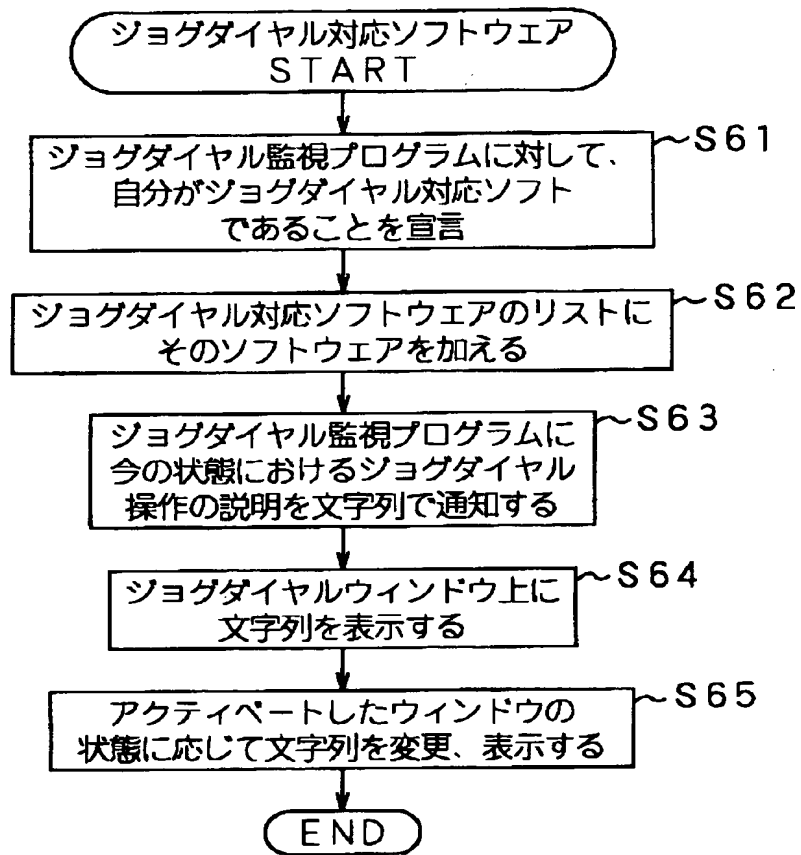 ジョグダイヤル対応ソフトウェア
START
S61
ジョグダイヤル監視プログラムに対して、
自分がジョグダイヤル対応ソフト
であることを宣言
S62
ジョグダイヤル対応ソフトウェアのリストに
そのソフトウェアを加える
S63
ジョグダイヤル監視プログラムに
今の状態におけるジョグダイヤル
操作の説明を文字列で通知する
S64
ジョグダイヤルウィンドウ上に
文字列を表示する
S65
アクティベートしたウィンドウの
状態に応じて文字列を変更、表示する
END